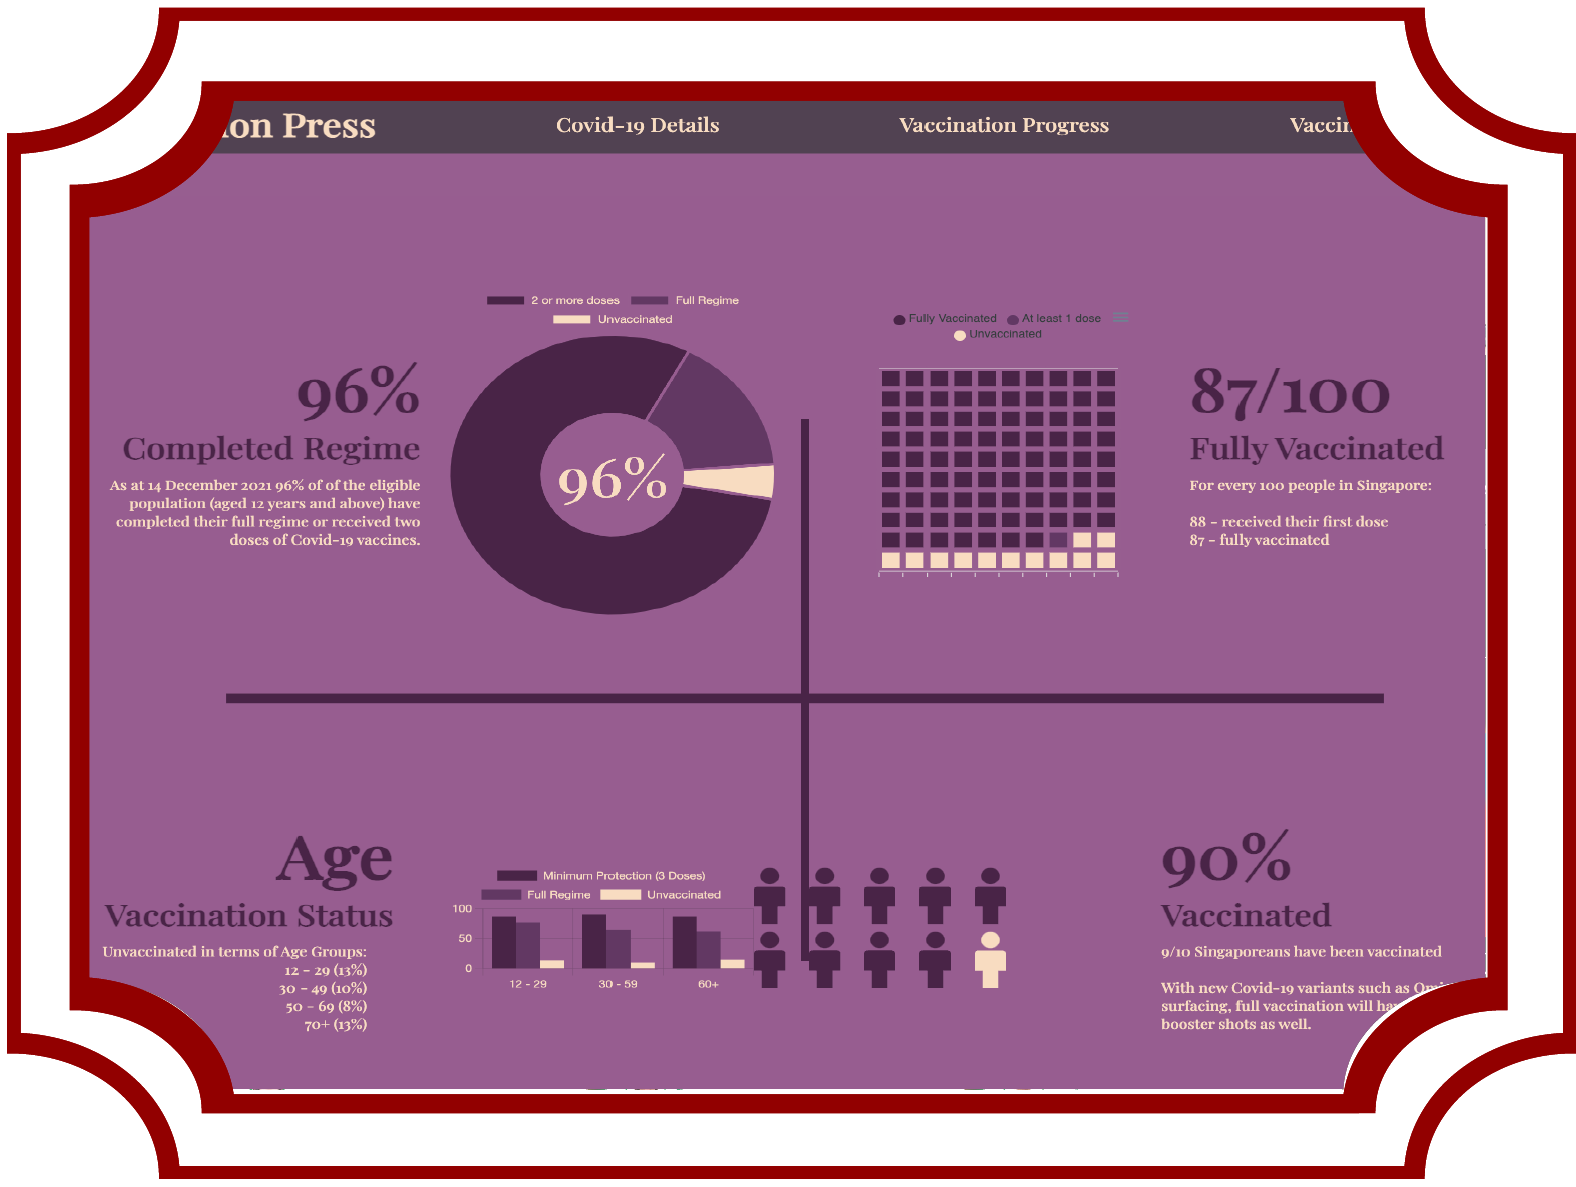 ion Press
Covid-19 Details
Vaccination Progress
Vaccin
2 or more doses
Full Regime
Unvaccinated
96%
96%
Completed Regime
As at 14 December 2021 96% of of the eligible
population (aged 12 years and above) have
completed their full regime or received two
doses of Covid-19 vaccines.
Fully Vaccinated
At least 1 dose
Unvaccinated
87/100
Fully Vaccinated
For every 100 people in Singapore:
88 - received their first dose
87 - fully vaccinated
Age
Vaccination Status
Unvaccinated in terms of Age Groups:
12 - 29 (13%)
30 - 49 (10%)
50 - 69 (8%)
70+ (13%)
Minimum Protection (3 Doses)
Full Regime
Unvaccinated
100
50
0
12 - 29
30 - 59
60+
90%
Vaccinated
9/10 Singaporeans have been vaccinated
With new Covid-19 variants such as
surfacing, full vaccination will
booster shots as well.